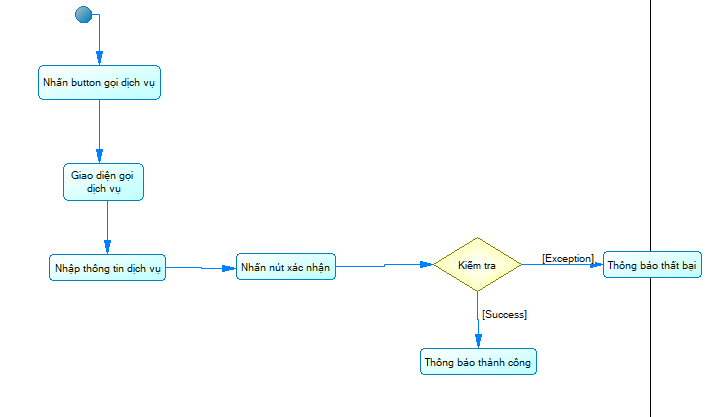 Nhấn button gọi dịch vụ
Giao diện gọi
dịch vụ
Nhập thông tin dịch vụ
Nhấn nút xác nhận
Kiểm tra
[Exception]
Thông báo thất bại
[Success]
Thông báo thành công